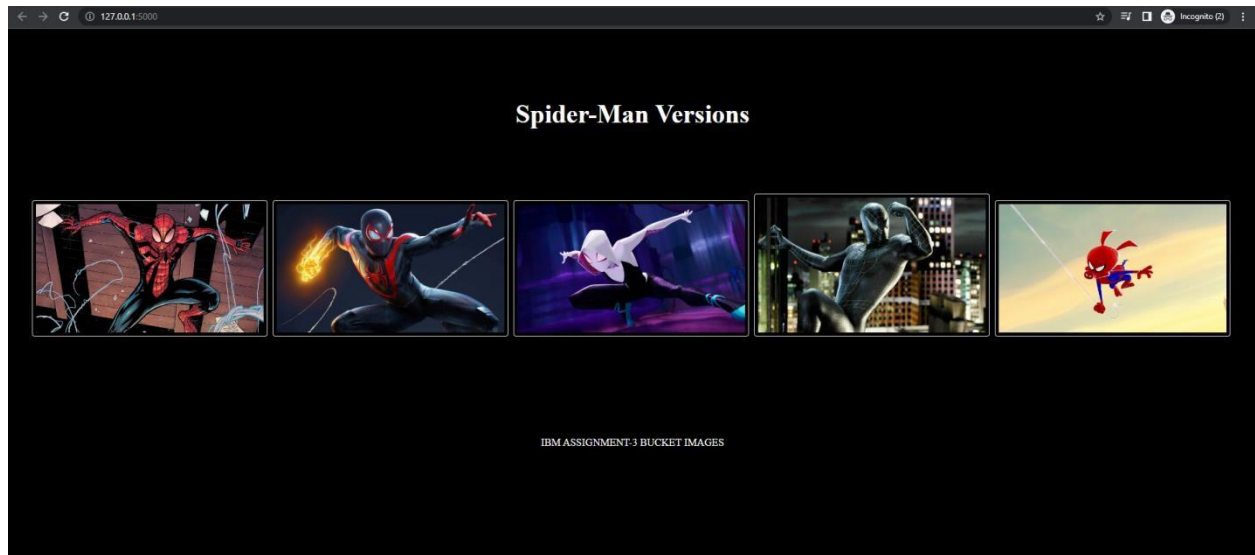 127.0.0.1:5000
Incognito (2)
Spider-Man Versions
IBM ASSIGNMENT-3 BUCKET IMAGES